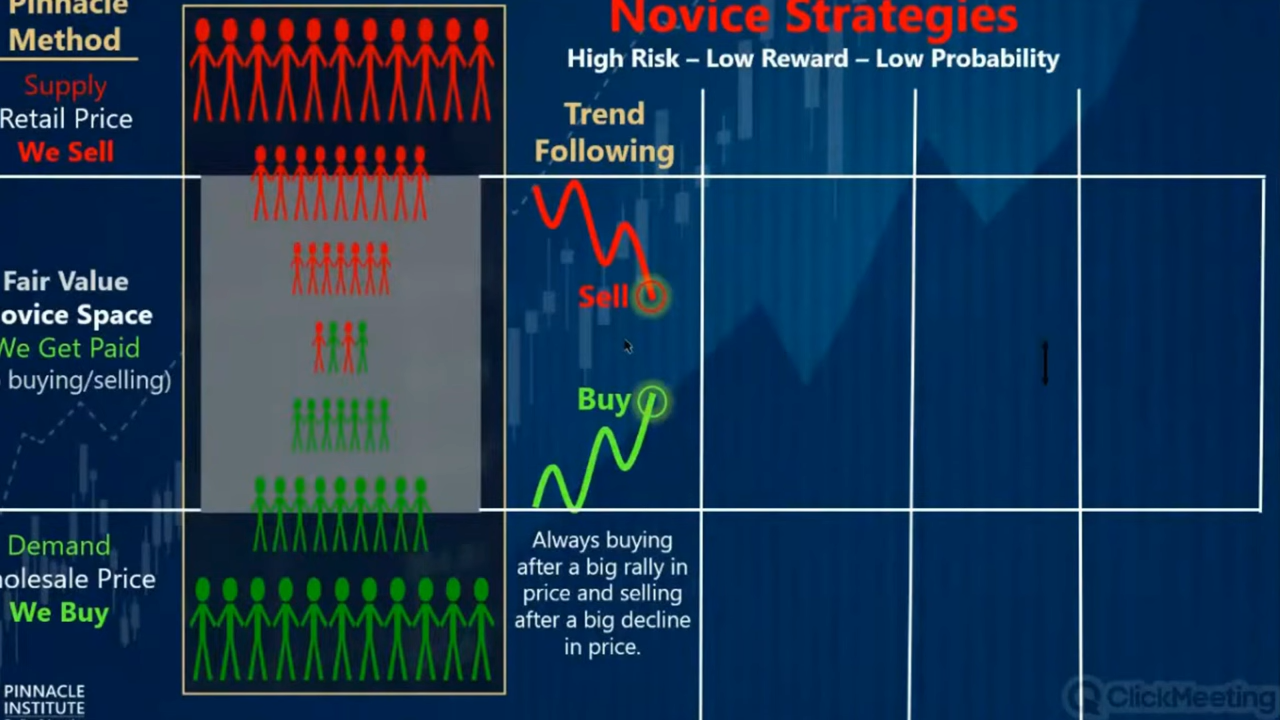 Pinnacle
Method
Supply
Retail Price
We Sell
Fair Value
ovice Space
We Get Paid
buying/selling)
Demand
olesale Price
We Buy
PINNACLE
INSTITUTE
Novice Strategies
High Risk – Low Reward – Low Probability
Trend
Following
Sell
Buy
Always buying
after a big rally in
price and selling
after a big decline
in price.
ClickMeeting